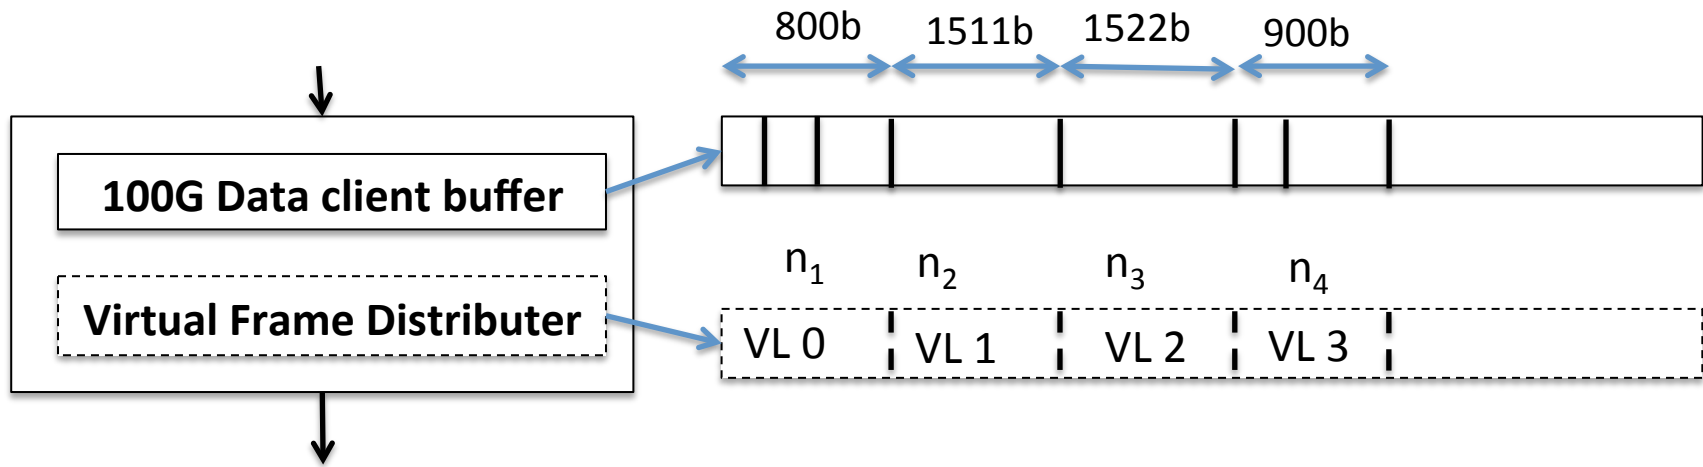 800b 1511b 1522b 900b
100G Data client buffer
n1 n2 n3 n4
Virtual Frame Distributer
VL 0 VL 1 VL 2 VL 3